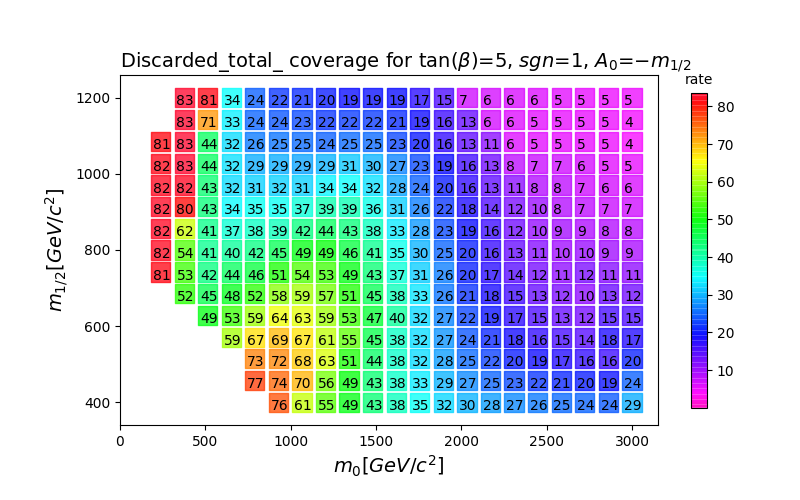 Discarded_total_ coverage for tan(β)=5, sgn=1, A₀=−m₁/₂
rate
1200
83 81 34 24 22 21 20 19 19 19 17 15 7 6 6 6 5 5 5 5
83 71 33 24 24 23 22 22 22 21 19 16 13 6 6 5 5 5 5 4
81 83 44 32 26 25 25 24 25 25 23 20 16 13 11 6 5 5 5 4
1000
82 83 44 32 29 29 29 29 31 30 27 23 19 16 13 8 7 7 6 5
82 82 43 32 31 32 31 34 34 32 28 24 20 16 13 11 8 8 7 6 6
82 80 43 34 35 35 37 39 39 36 31 26 22 18 14 12 10 8 7 7 7
82 62 41 37 38 39 42 44 43 38 33 28 23 19 16 12 10 9 9 8 8
800
82 54 41 40 42 45 49 49 46 41 35 30 25 20 16 13 11 10 10 9 9
81 53 42 44 46 51 54 53 49 43 37 31 26 20 17 14 12 11 12 11 11
52 45 48 52 58 59 57 51 45 38 33 26 21 18 15 13 12 10 13 12
49 53 59 64 63 59 53 47 40 32 27 22 19 17 15 13 12 15 15
600
59 67 69 67 61 55 45 38 32 27 24 21 18 16 15 14 18 17
73 72 68 63 51 44 38 32 28 25 22 20 19 17 16 16 20
77 74 70 56 49 43 38 33 29 27 25 23 22 21 20 19 24
400
76 61 55 49 43 38 35 32 30 28 27 26 25 24 24 29
0 500 1000 1500 2000 2500 3000
m₀[GeV/c²]
m₁/₂[GeV/c²]
80
70
60
50
40
30
20
10